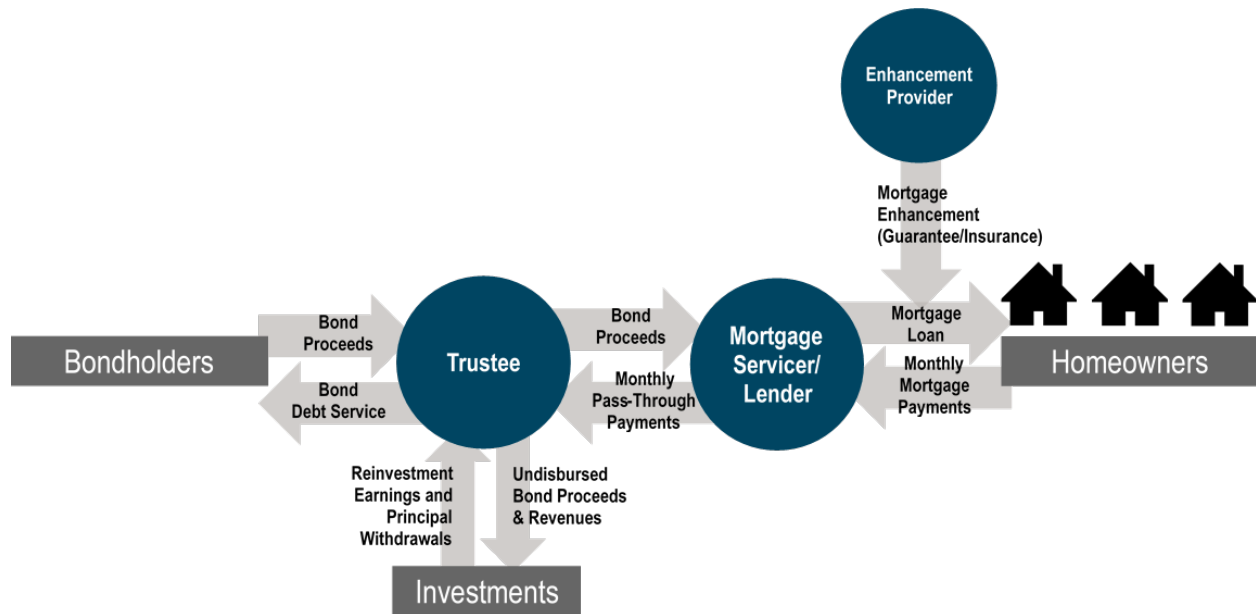 Enhancement
Provider
Mortgage
Enhancement
(Guarantee/Insurance)
Bondholders
Bond
Proceeds
Bond
Debt Service
Trustee
Bond
Proceeds
Monthly
Pass-Through
Payments
Mortgage
Servicer/
Lender
Mortgage
Loan
Monthly
Mortgage
Payments
Homeowners
Reinvestment
Earnings and
Principal
Withdrawals
Undisbursed
Bond Proceeds
& Revenues
Investments